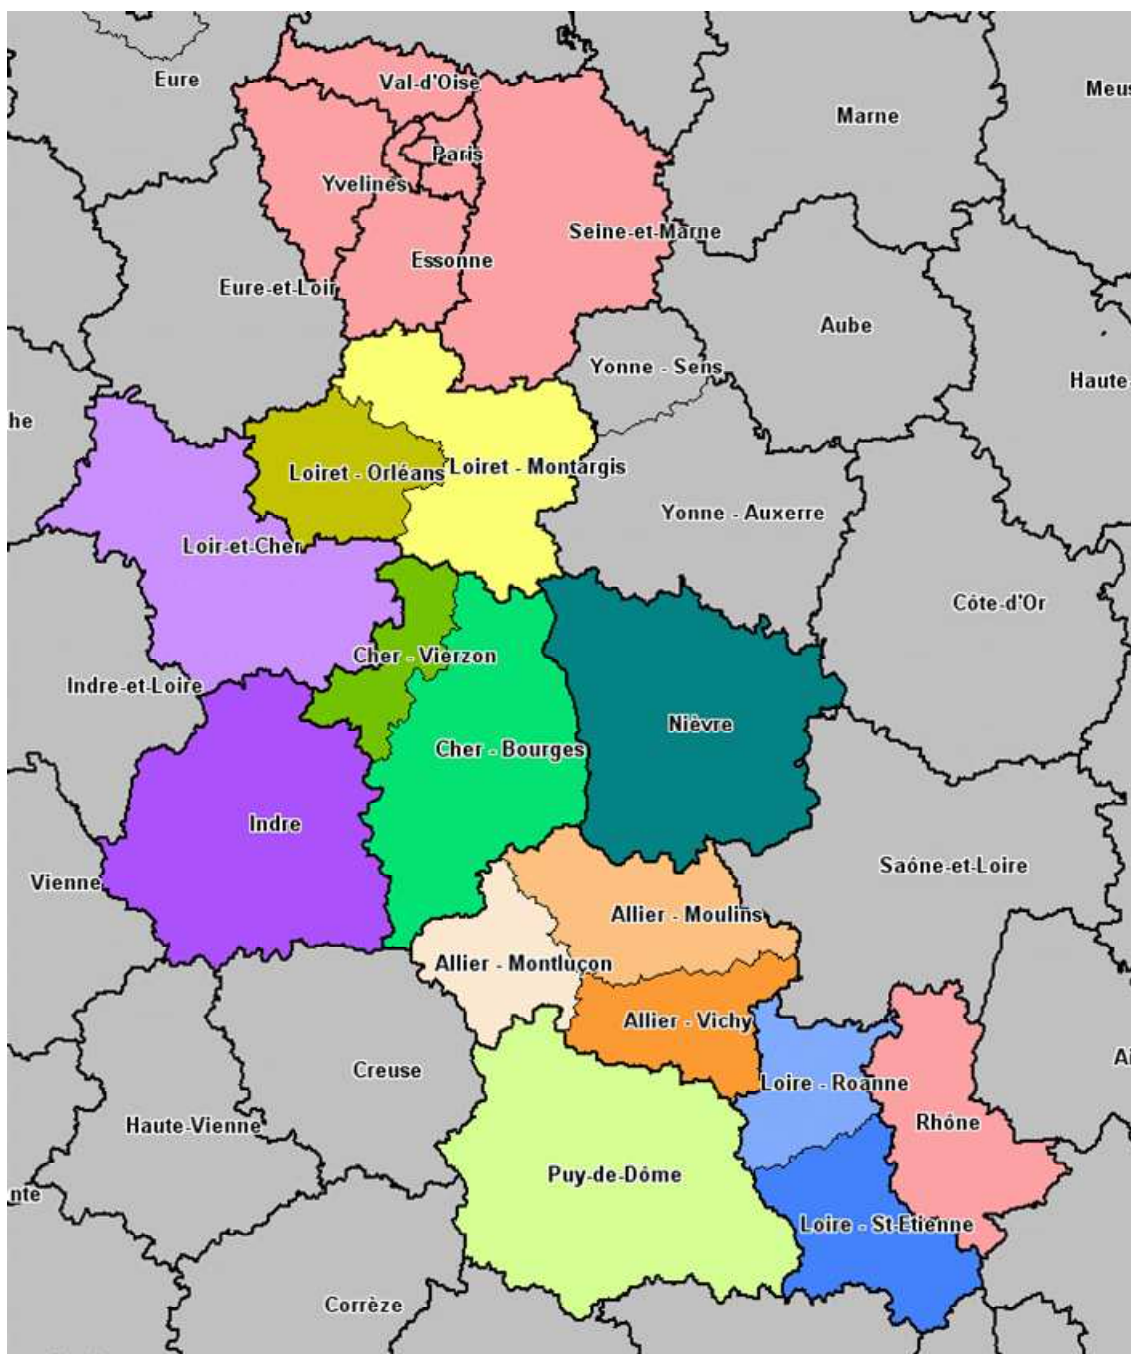 Eure
Val-d'Oise
Meus
Marne
Paris
Yvelines
Seine-et-Marne
Essonne
Eure-et-Loir
Aube
Yonne - Sens
Haute-
he
Loiret - Montargis
Loiret - Orléans
Yonne - Auxerre
Loir-et-Cher
Côte-d'Or
Cher - Vierzon
Indre-et-Loire
Nièvre
Cher - Bourges
Indre
Saône-et-Loire
Vienne
Allier - Moulins
Allier - Montluçon
Allier - Vichy
Ai
Creuse
Loire - Roanne
Haute-Vienne
Rhône
Puy-de-Dôme
nte
Loire - St-Etienne
Corrèze